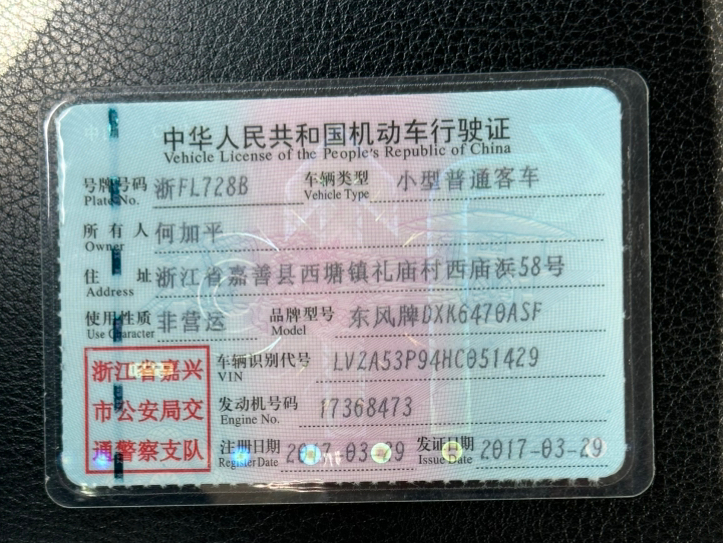 中华人民共和国机动车行驶证
Vehicle License of the People's Republic of China
号牌号码 浙FL728B 车辆类型 小型普通客车
Plate No. Vehicle Type
所有人 何加平
Owner
住址 浙江省嘉善县西塘镇礼庙村西庙浜58号
Address
使用性质 非营运 品牌型号 东风牌DXK6470ASF
Use Character Model
浙江省嘉兴 车辆识别代号 LVZA53P94HC051429
VIN
市公安局交 发动机号码 17368473
Engine No.
通警察支队 注册日期 2017-03-29 发证日期 2017-03-29
Register Date Issue Date